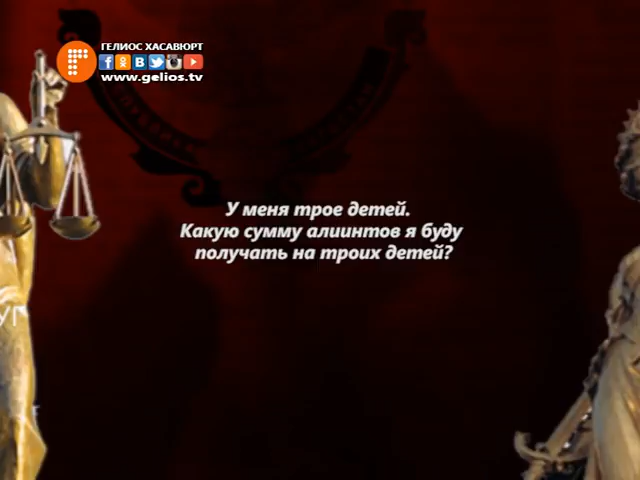 ГЕЛИОС ХАСАВЮРТ
www.gelios.tv
У меня трое детей.
Какую сумму алиинтов я буду
получать на троих детей?